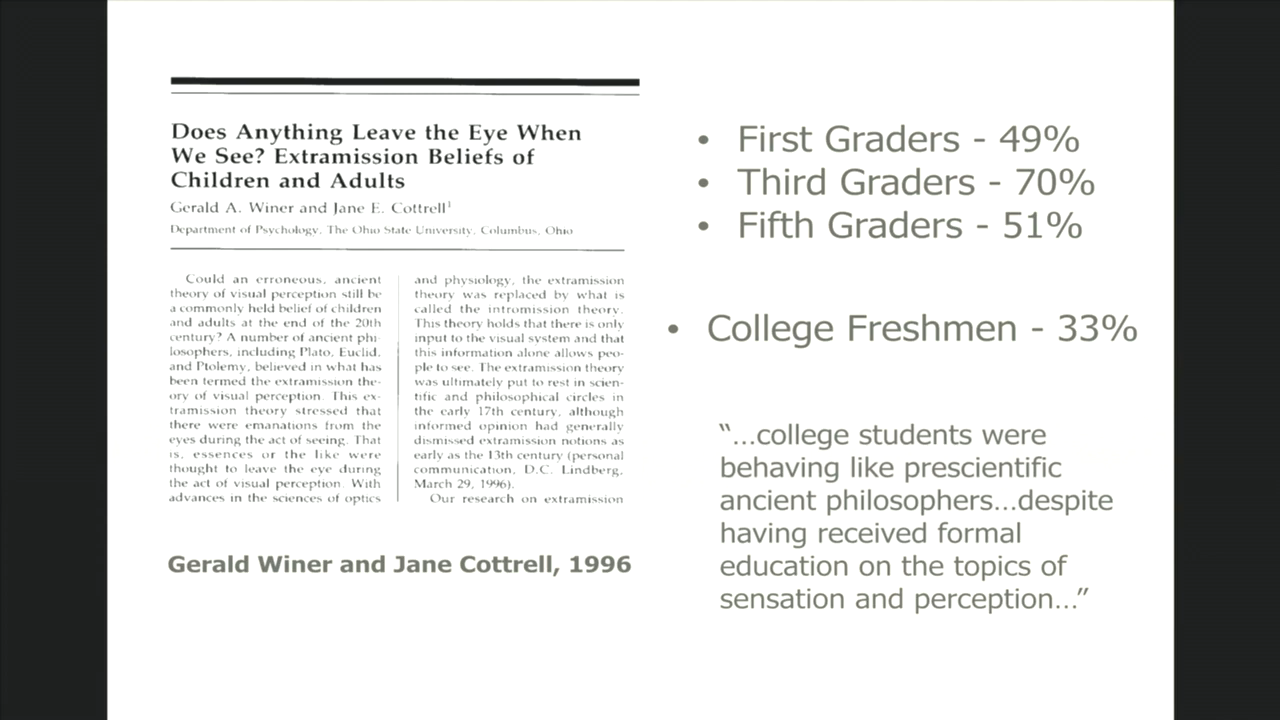 Does Anything Leave the Eye When
We See? Extramission Beliefs of
Children and Adults
Gerald A. Winer and Jane E. Cottrell¹
Department of Psychology, The Ohio State University, Columbus, Ohio
Could an erroneous, ancient
theory of visual perception still be
a commonly held belief of children
and adults at the end of the 20th
century? A number of ancient phi-
losophers, including Plato, Euclid,
and Ptolemy, believed in what has
been termed the extramission the-
ory of visual perception. This ex-
tramission theory stressed that
there were emanations from the
eyes during the act of seeing. That
is, essences or the like were
thought to leave the eye during
the act of visual perception. With
advances in the sciences of optics
and physiology, the extramission
theory was replaced by what is
called the intromission theory.
This theory holds that there is only
input to the visual system and that
this information alone allows peo-
ple to see. The extramission theory
was ultimately put to rest in scien-
tific and philosophical circles in
the early 17th century, although
informed opinion had generally
dismissed extramission notions as
early as the 13th century (personal
communication, D.C. Lindberg,
March 29, 1996).
Our research on extramission
Gerald Winer and Jane Cottrell, 1996
• First Graders - 49%
• Third Graders - 70%
• Fifth Graders - 51%
• College Freshmen - 33%
“…college students were
behaving like prescientific
ancient philosophers…despite
having received formal
education on the topics of
sensation and perception…”